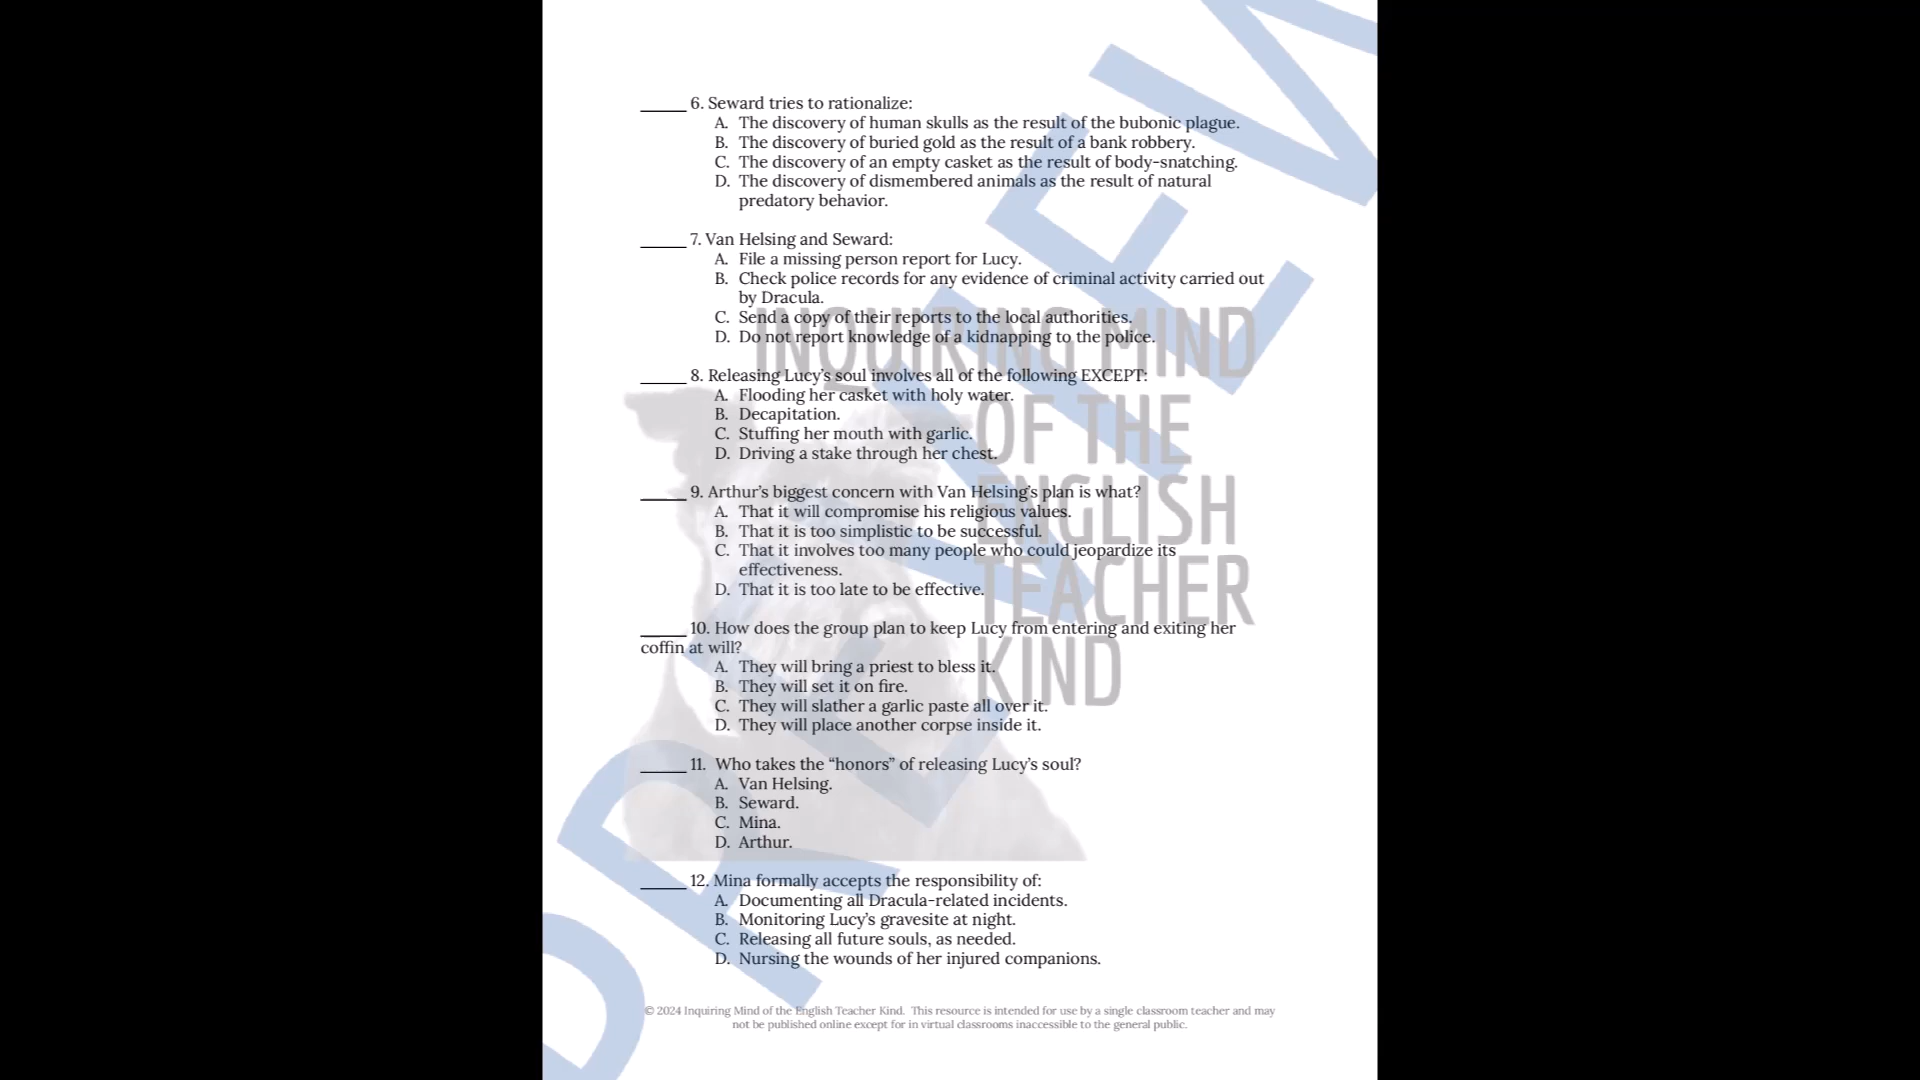 _____ 6. Seward tries to rationalize:
A. The discovery of human skulls as the result of the bubonic plague.
B. The discovery of buried gold as the result of a bank robbery.
C. The discovery of an empty casket as the result of body-snatching.
D. The discovery of dismembered animals as the result of natural
predatory behavior.
_____ 7. Van Helsing and Seward:
A. File a missing person report for Lucy.
B. Check police records for any evidence of criminal activity carried out
by Dracula.
C. Send a copy of their reports to the local authorities.
D. Do not report knowledge of a kidnapping to the police.
_____ 8. Releasing Lucy's soul involves all of the following EXCEPT:
A. Flooding her casket with holy water.
B. Decapitation.
C. Stuffing her mouth with garlic.
D. Driving a stake through her chest.
_____ 9. Arthur's biggest concern with Van Helsing's plan is what?
A. That it will compromise his religious values.
B. That it is too simplistic to be successful.
C. That it involves too many people who could jeopardize its
effectiveness.
D. That it is too late to be effective.
_____ 10. How does the group plan to keep Lucy from entering and exiting her
coffin at will?
A. They will bring a priest to bless it.
B. They will set it on fire.
C. They will slather a garlic paste all over it.
D. They will place another corpse inside it.
_____ 11. Who takes the “honors” of releasing Lucy's soul?
A. Van Helsing.
B. Seward.
C. Mina.
D. Arthur.
_____ 12. Mina formally accepts the responsibility of:
A. Documenting all Dracula-related incidents.
B. Monitoring Lucy's gravesite at night.
C. Releasing all future souls, as needed.
D. Nursing the wounds of her injured companions.
© 2024 Inquiring Mind of the English Teacher Kind. This resource is intended for use by a single classroom teacher and may
not be published online except for in virtual classrooms inaccessible to the general public.
INQUIRING MIND
OF THE
ENGLISH
TEACHER
KIND
PREVIEW